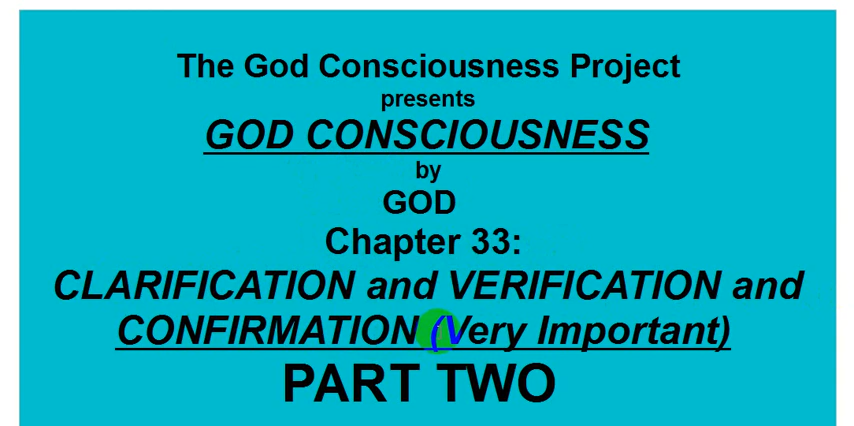 The God Consciousness Project
presents
GOD CONSCIOUSNESS
by
GOD
Chapter 33:
CLARIFICATION and VERIFICATION and
CONFIRMATION (Very Important)
PART TWO